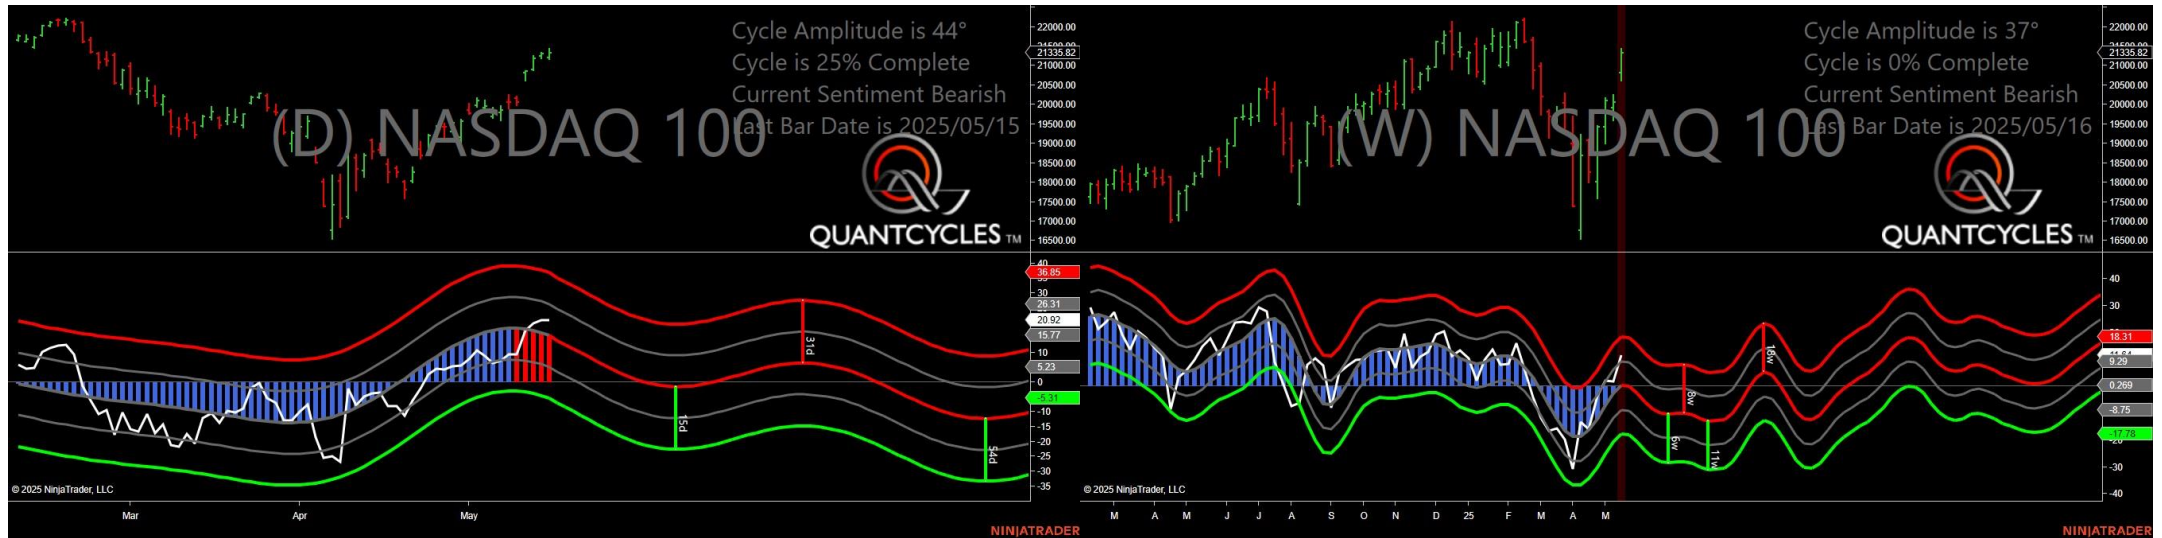 Cycle Amplitude is 44°
Cycle is 25% Complete
Current Sentiment Bearish
Last Bar Date is 2025/05/15
(D) NASDAQ 100
QUANTCYCLES TM
22000.00
21335.82
21000.00
20500.00
20000.00
19500.00
19000.00
18500.00
18000.00
17500.00
17000.00
16500.00
40
36.85
30
26.31
20.92
15.77
10
5.23
0
-5.31
-10
-15
-20
-25
-30
-35
31d
15d
54d
© 2025 NinjaTrader, LLC
Mar Apr May
NINJATRADER
Cycle Amplitude is 37°
Cycle is 0% Complete
Current Sentiment Bearish
Last Bar Date is 2025/05/16
(W) NASDAQ 100
QUANTCYCLES TM
22000.00
21335.82
21000.00
20500.00
20000.00
19500.00
19000.00
18500.00
18000.00
17500.00
17000.00
16500.00
40
30
18.31
9.29
0.269
-8.75
-17.78
-30
-40
18w
8w
6w
11w
© 2025 NinjaTrader, LLC
M A M J J A S O N D 25 F M A M
NINJATRADER